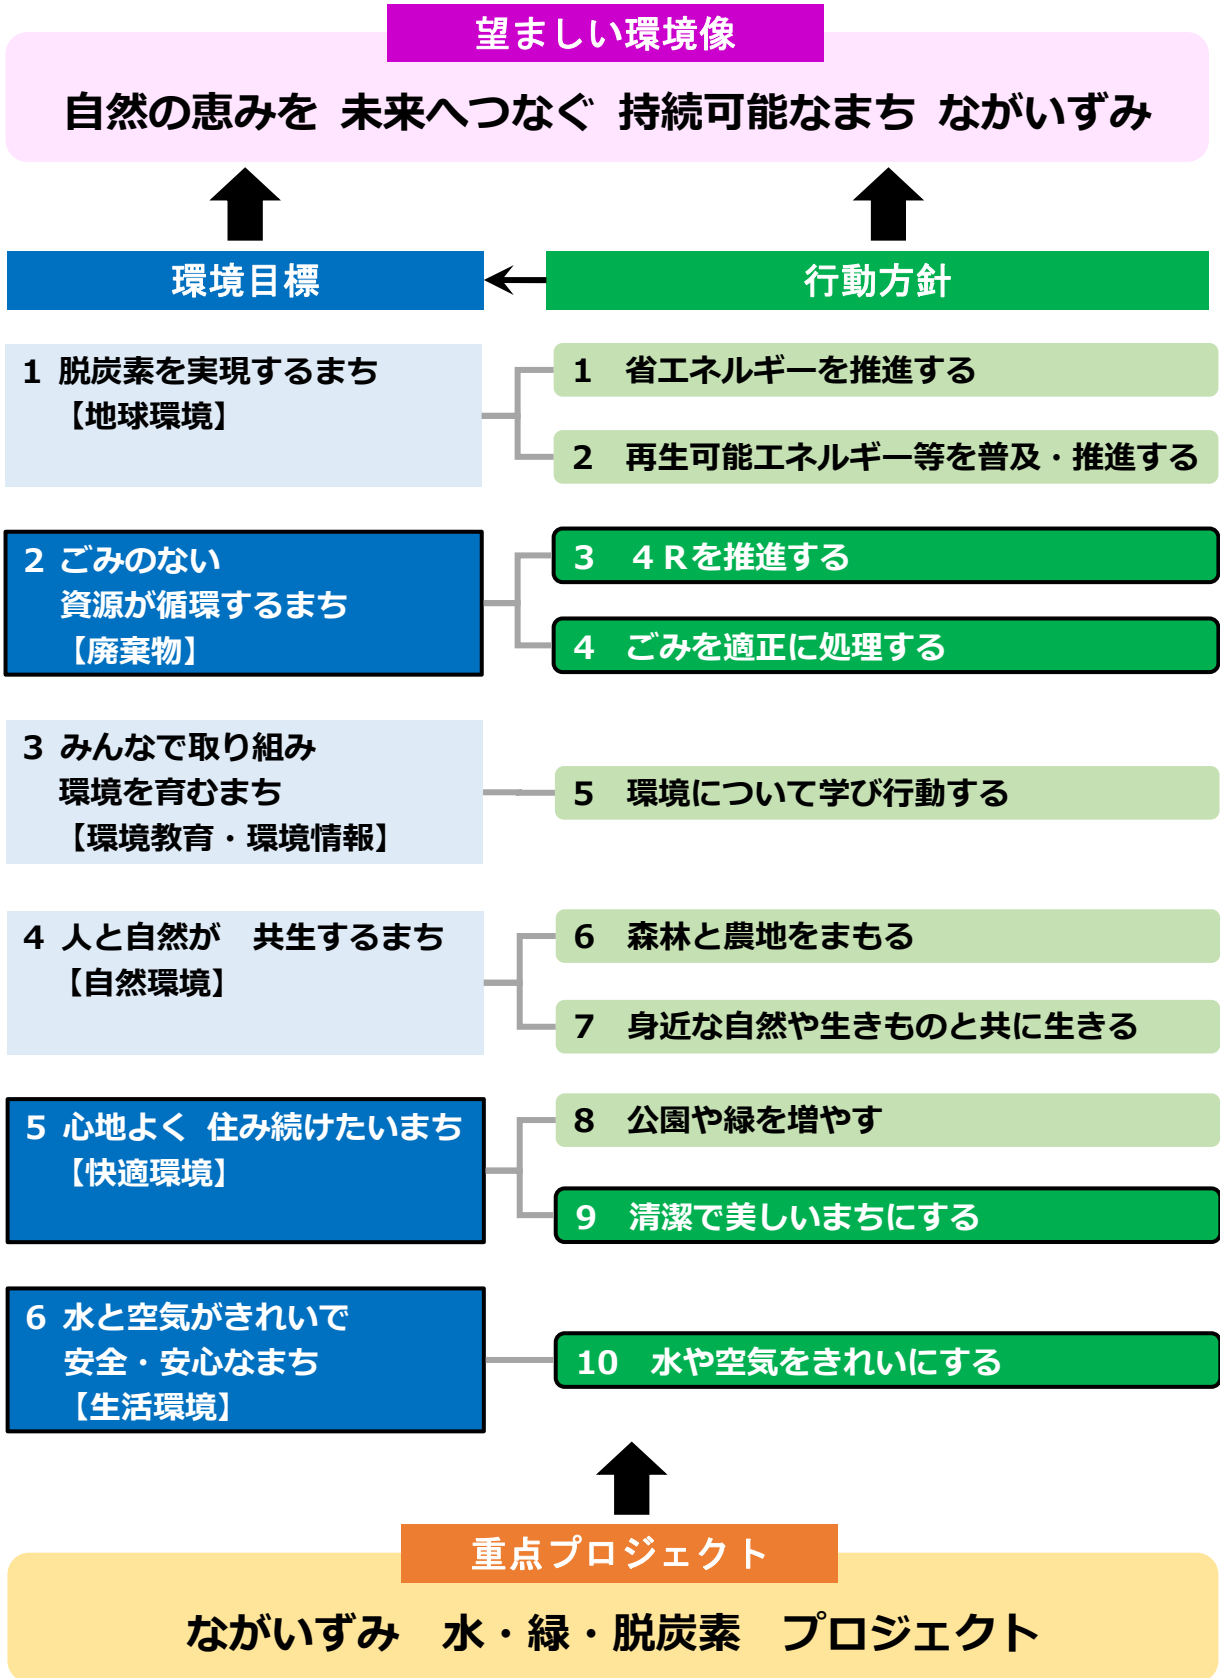 望ましい環境像
自然の恵みを 未来へつなぐ 持続可能なまち ながいずみ
環境目標
行動方針
1 脱炭素を実現するまち
【地球環境】
1 省エネルギーを推進する
2 再生可能エネルギー等を普及・推進する
2 ごみのない
資源が循環するまち
【廃棄物】
3 ４Ｒを推進する
4 ごみを適正に処理する
3 みんなで取り組み
環境を育むまち
【環境教育・環境情報】
5 環境について学び行動する
4 人と自然が　共生するまち
【自然環境】
6 森林と農地をまもる
7 身近な自然や生きものと共に生きる
5 心地よく 住み続けたいまち
【快適環境】
8 公園や緑を増やす
9 清潔で美しいまちにする
6 水と空気がきれいで
安全・安心なまち
【生活環境】
10 水や空気をきれいにする
重点プロジェクト
ながいずみ　水・緑・脱炭素　プロジェクト